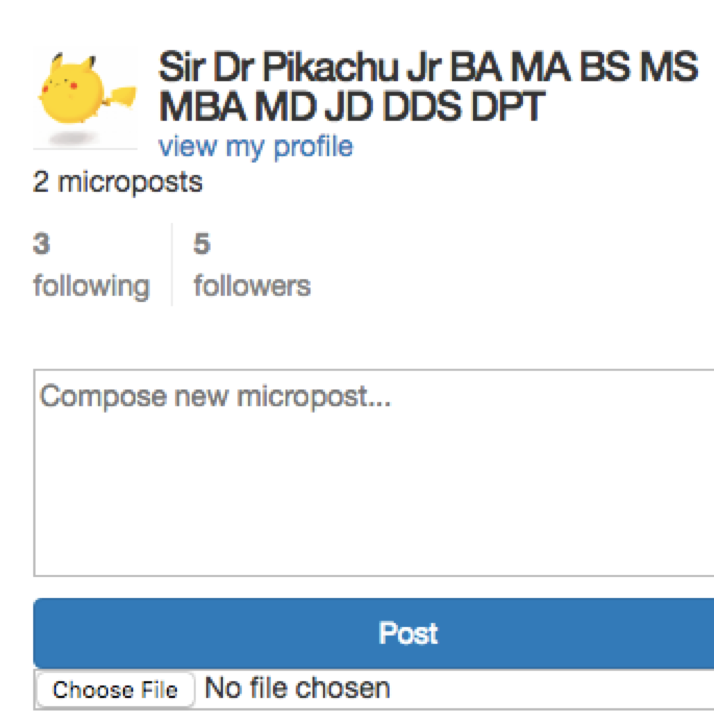 Sir Dr Pikachu Jr BA MA BS MS
MBA MD JD DDS DPT
view my profile
2 microposts
3
following
5
followers
Compose new micropost...
Post
Choose File No file chosen